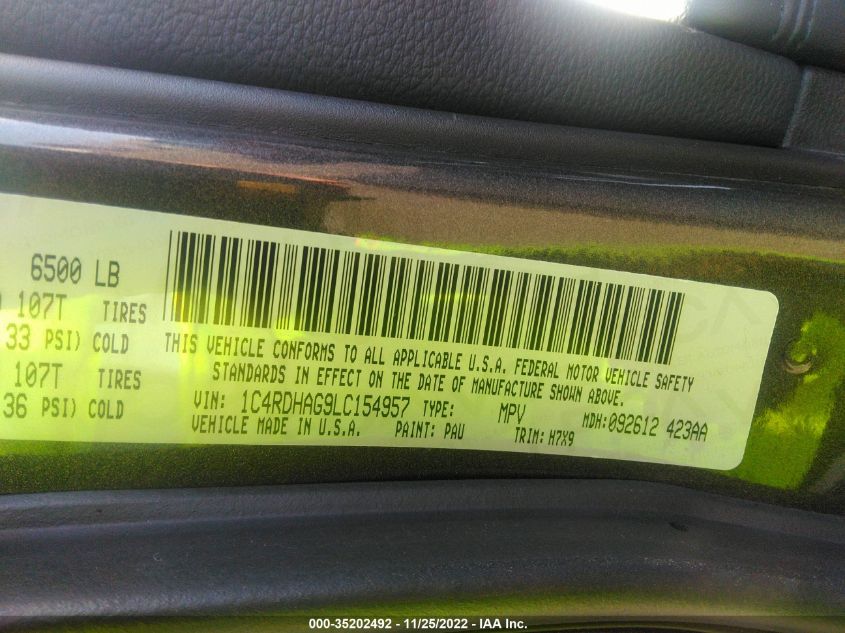 6500 LB
107T TIRES
33 PSI) COLD
107T TIRES
36 PSI) COLD
THIS VEHICLE CONFORMS TO ALL APPLICABLE U.S.A. FEDERAL MOTOR VEHICLE SAFETY
STANDARDS IN EFFECT ON THE DATE OF MANUFACTURE SHOWN ABOVE.
VIN: 1C4RDHAG9LC154957 TYPE: MPV MDH:092612 423AA
VEHICLE MADE IN U.S.A. PAINT: PAU TRIM: H7X9
000-35202492 - 11/25/2022 - IAA Inc.